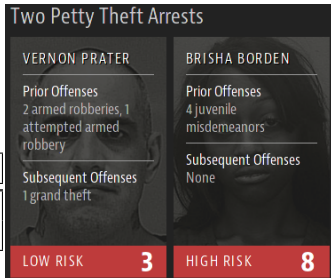 Two Petty Theft Arrests
VERNON PRATER
Prior Offenses
2 armed robberies, 1
attempted armed
robbery
Subsequent Offenses
1 grand theft
LOW RISK 3
BRISHA BORDEN
Prior Offenses
4 juvenile
misdemeanors
Subsequent Offenses
None
HIGH RISK 8